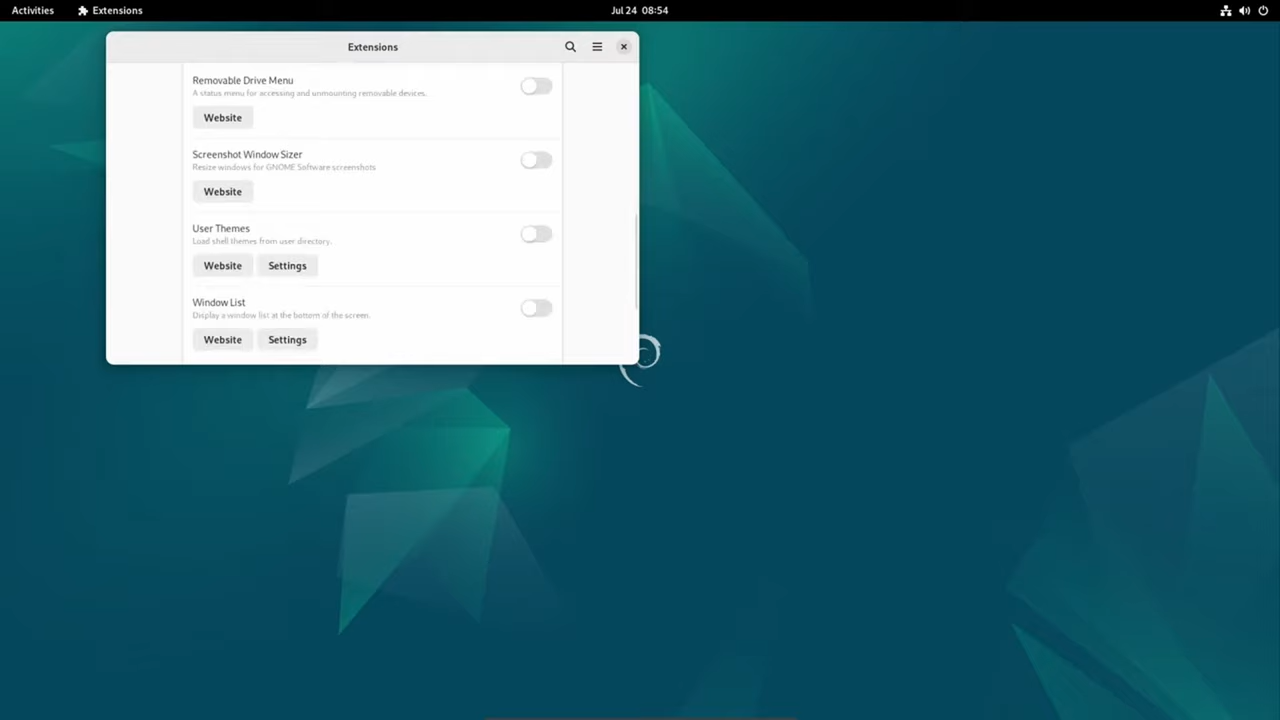 Activities
Extensions
Jul 24 08:54
Extensions
Removable Drive Menu
A status menu for accessing and unmounting removable devices.
Website
Screenshot Window Sizer
Resize windows for GNOME Software screenshots
Website
User Themes
Load shell themes from user directory.
Website
Settings
Window List
Display a window list at the bottom of the screen.
Website
Settings